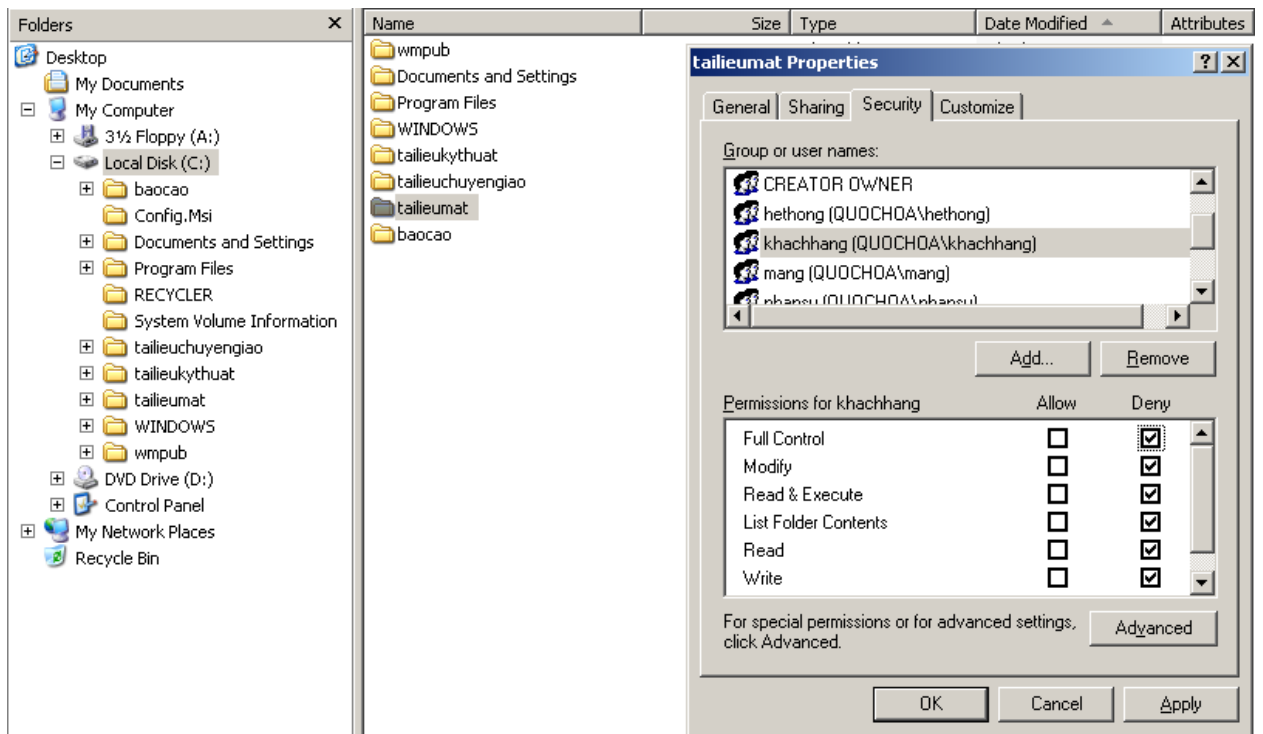 Folders
Desktop
My Documents
My Computer
3½ Floppy (A:)
Local Disk (C:)
baocao
Config.Msi
Documents and Settings
Program Files
RECYCLER
System Volume Information
tailieuchuyengiao
tailieukythuat
tailieumat
WINDOWS
wmpub
DVD Drive (D:)
Control Panel
My Network Places
Recycle Bin
Name Size Type Date Modified Attributes
wmpub
Documents and Settings
Program Files
WINDOWS
tailieukythuat
tailieuchuyengiao
tailieumat
baocao
tailieumat Properties
General Sharing Security Customize
Group or user names:
CREATOR OWNER
hethong (QUOCHOA\hethong)
khachhang (QUOCHOA\khachhang)
mang (QUOCHOA\mang)
nhansu (QUOCHOA\nhansu)
Add... Remove
Permissions for khachhang Allow Deny
Full Control
Modify
Read & Execute
List Folder Contents
Read
Write
For special permissions or for advanced settings,
click Advanced.
Advanced
OK Cancel Apply